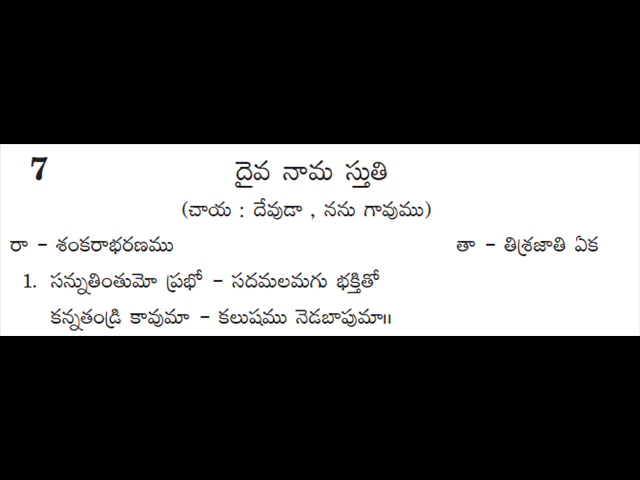 7
దైవ నామ స్తుతి
(చాయ : దేవుడా , నను గావుము)
రా - శంకరాభరణము తా - తిశ్రజాతి ఏక
1. సన్నుతింతుమో ప్రభో - సదమలమగు భక్తితో
కన్నతండ్రి కావుమా - కలుషము నెడబాపుమా॥